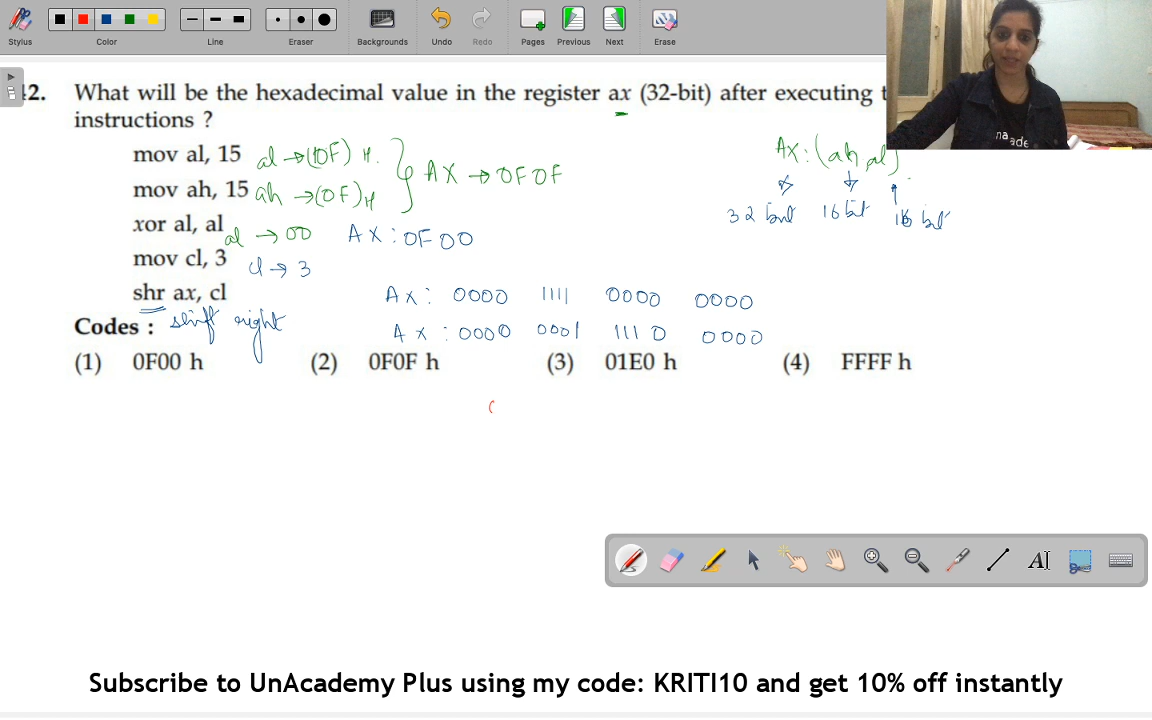 Stylus Color Line Eraser Backgrounds Undo Redo Pages Previous Next Erase
42. What will be the hexadecimal value in the register ax (32-bit) after executing t
instructions ?
mov al, 15 al → (0F) H.
mov ah, 15 ah → (0F)H } AX → 0F0F
AX : (ah al)
32 bit 16 bit 16 bit
xor al, al al → 00 AX : 0F00
mov cl, 3 cl → 3
shr ax, cl AX : 0000 1111 0000 0000
Codes : shift right AX : 0000 0001 1110 0000
(1) 0F00 h (2) 0F0F h (3) 01E0 h (4) FFFF h
Subscribe to UnAcademy Plus using my code: KRITI10 and get 10% off instantly